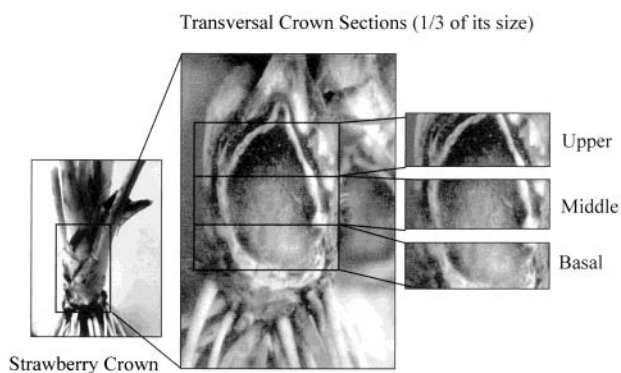 Transversal Crown Sections (1/3 of its size)
Upper
Middle
Basal
Strawberry Crown